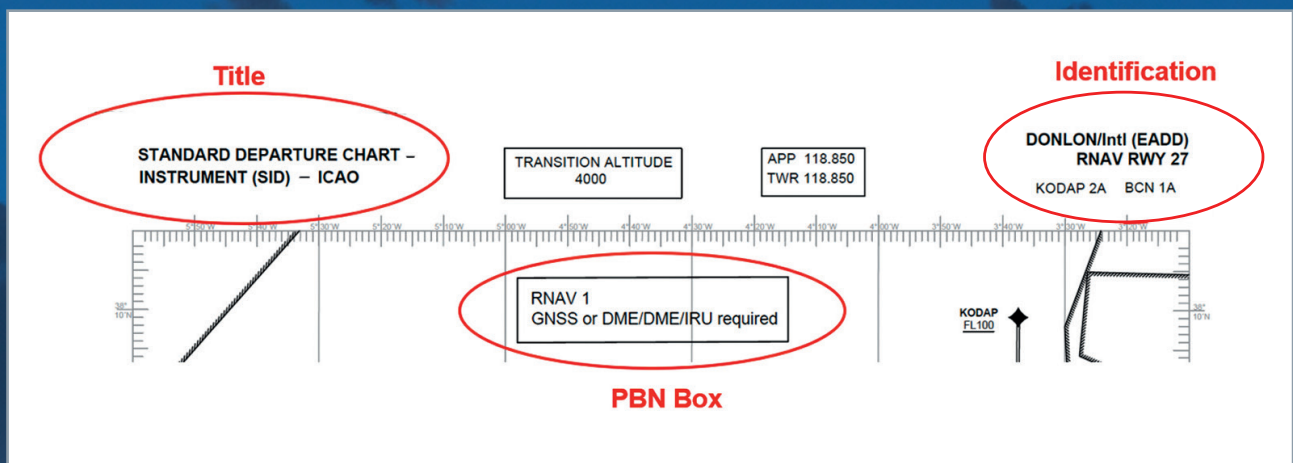 Title
Identification
STANDARD DEPARTURE CHART –
INSTRUMENT (SID) – ICAO
TRANSITION ALTITUDE
4000
APP 118.850
TWR 118.850
DONLON/Intl (EADD)
RNAV RWY 27
KODAP 2A BCN 1A
5°50'W 5°40'W 5°30'W 5°20'W 5°10'W 5°00'W 4°50'W 4°40'W 4°30'W 4°20'W 4°10'W 4°00'W 3°50'W 3°40'W 3°30'W 3°20'W
RNAV 1
GNSS or DME/DME/IRU required
38°
10'N
KODAP
FL100
38°
10'N
PBN Box